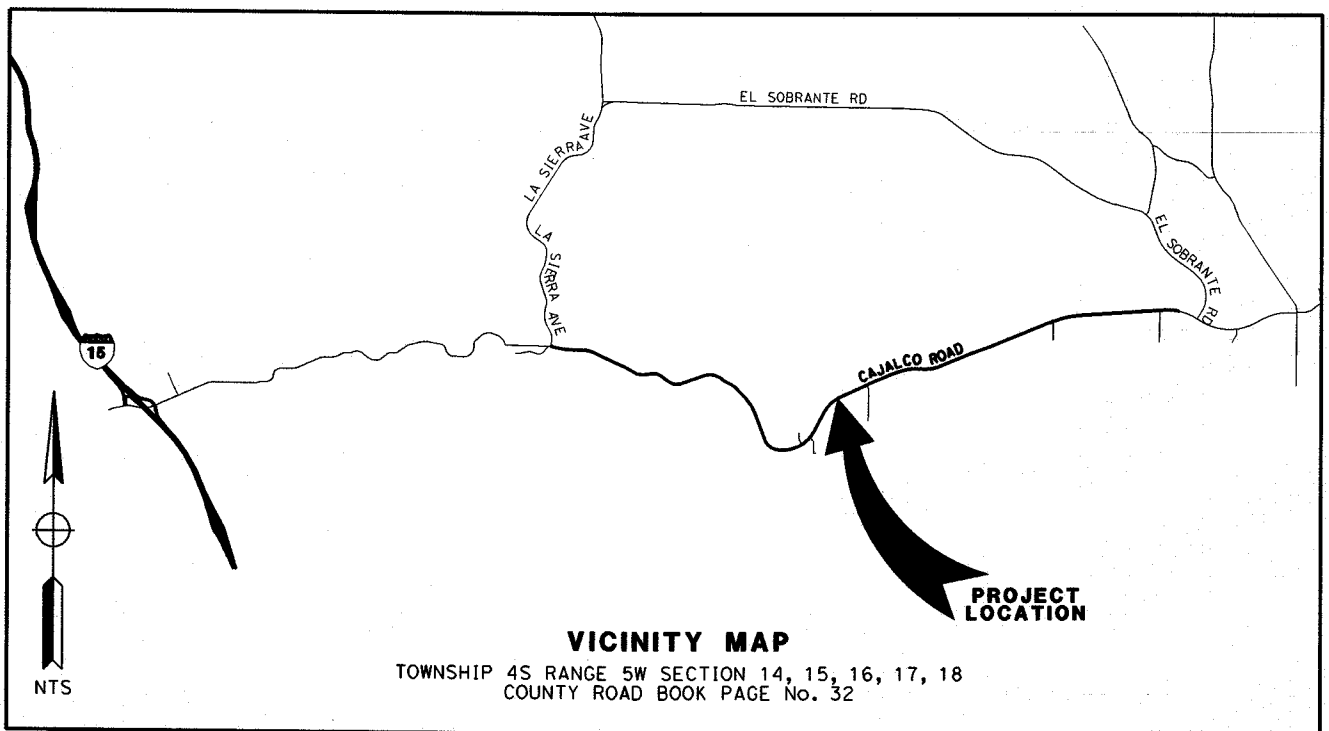 EL SOBRANTE RD
LA SIERRA AVE
LA SIERRA AVE
EL SOBRANTE RD
15
CAJALCO ROAD
PROJECT
LOCATION
NTS
VICINITY MAP
TOWNSHIP 4S RANGE 5W SECTION 14, 15, 16, 17, 18
COUNTY ROAD BOOK PAGE No. 32